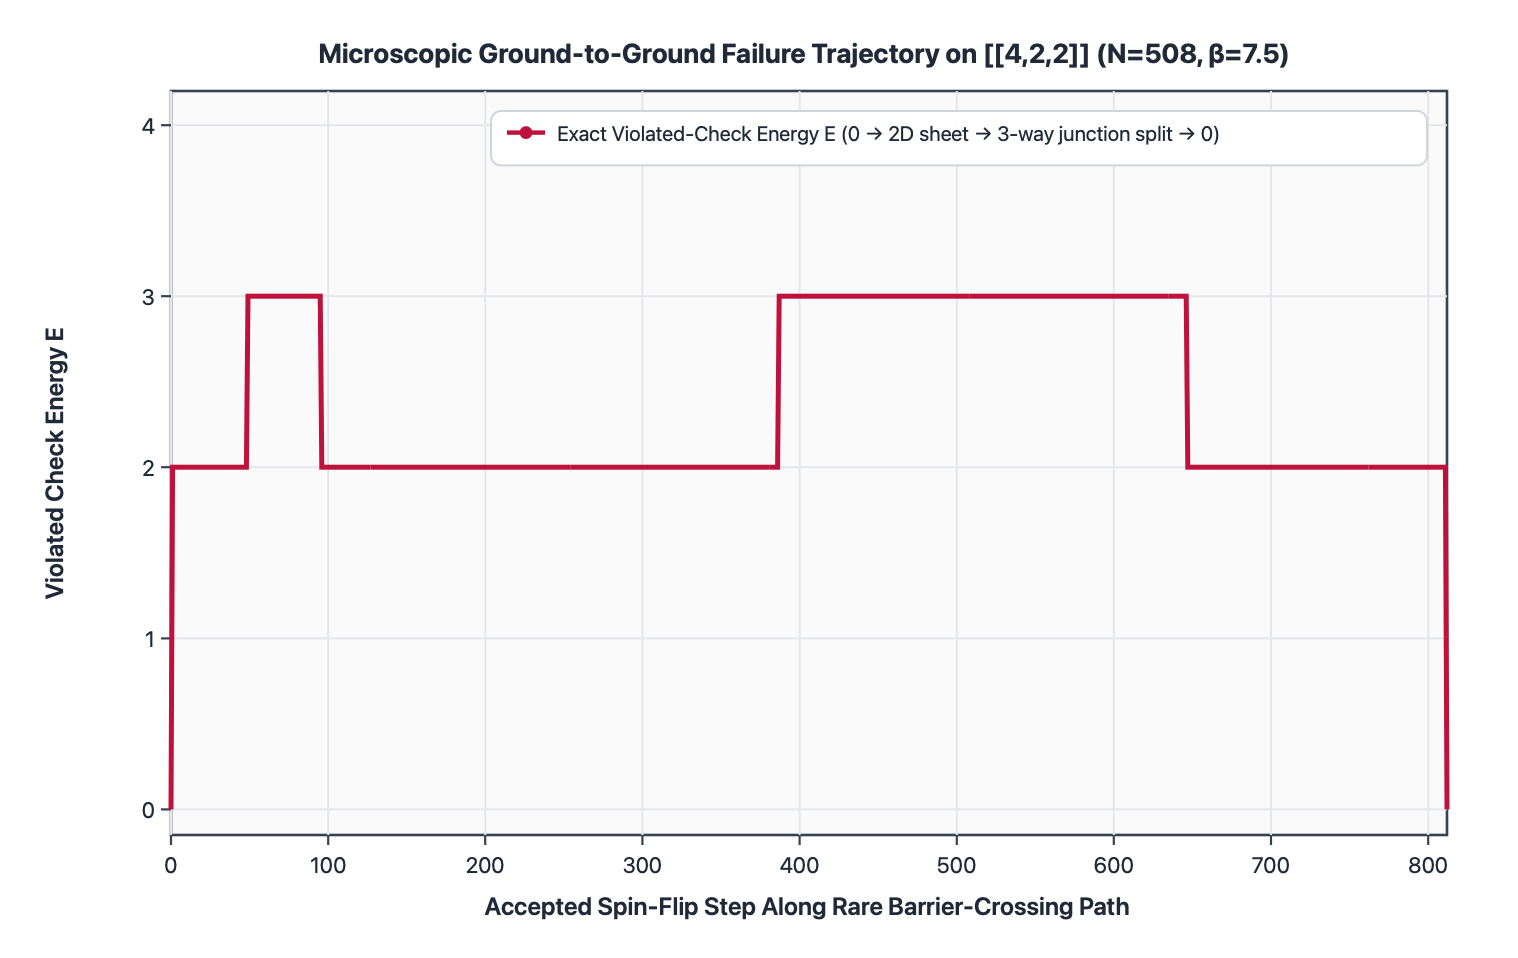 Microscopic Ground-to-Ground Failure Trajectory on [[4,2,2]] (N=508, β=7.5)
Exact Violated-Check Energy E (0 → 2D sheet → 3-way junction split → 0)
Violated Check Energy E
4
3
2
1
0
0 100 200 300 400 500 600 700 800
Accepted Spin-Flip Step Along Rare Barrier-Crossing Path